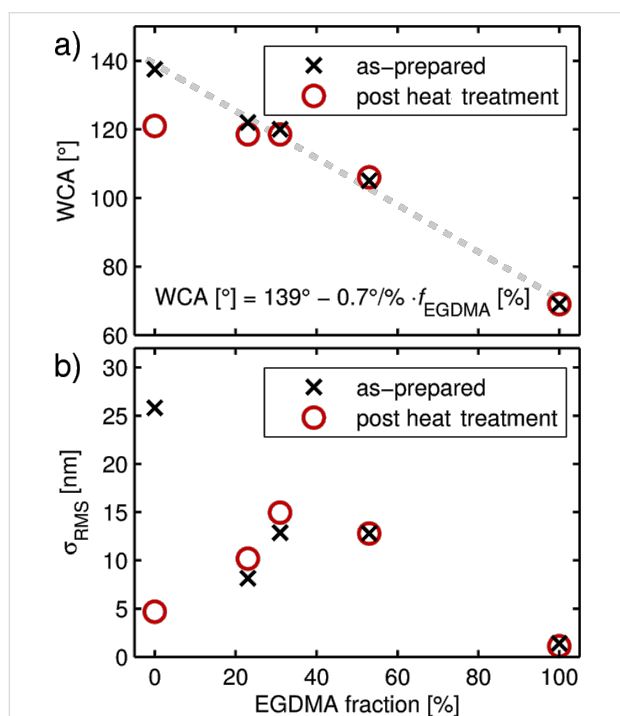 a)
140
120
100
80
60
WCA [°]
as−prepared
post heat treatment
WCA [°] = 139° − 0.7°/% ·f_EGDMA [%]
b)
30
25
20
15
10
5
0
σ_RMS [nm]
as−prepared
post heat treatment
0 20 40 60 80 100
EGDMA fraction [%]